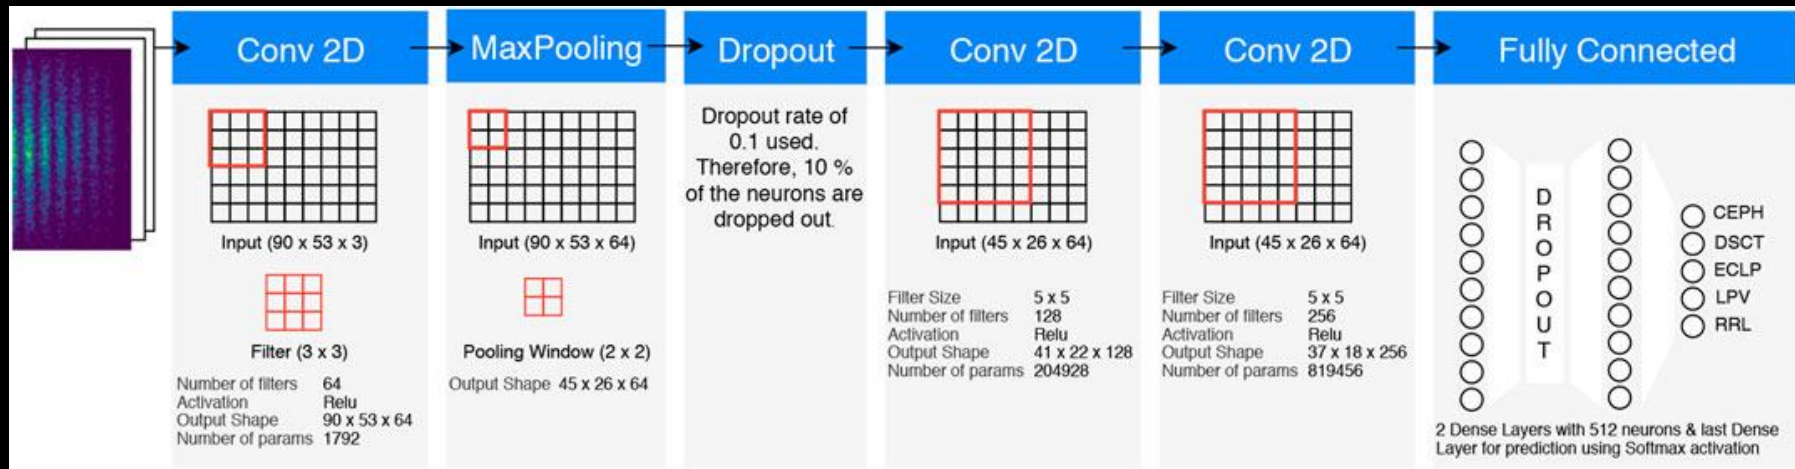 Conv 2D
MaxPooling
Dropout
Conv 2D
Conv 2D
Fully Connected
Input (90 x 53 x 3)
Filter (3 x 3)
Number of filters 64
Activation Relu
Output Shape 90 x 53 x 64
Number of params 1792
Input (90 x 53 x 64)
Pooling Window (2 x 2)
Output Shape 45 x 26 x 64
Dropout rate of
0.1 used.
Therefore, 10 %
of the neurons are
dropped out.
Input (45 x 26 x 64)
Filter Size 5 x 5
Number of filters 128
Activation Relu
Output Shape 41 x 22 x 128
Number of params 204928
Input (45 x 26 x 64)
Filter Size 5 x 5
Number of filters 256
Activation Relu
Output Shape 37 x 18 x 256
Number of params 819456
DROPOUT
CEPH
DSCT
ECLP
LPV
RRL
2 Dense Layers with 512 neurons & last Dense
Layer for prediction using Softmax activation